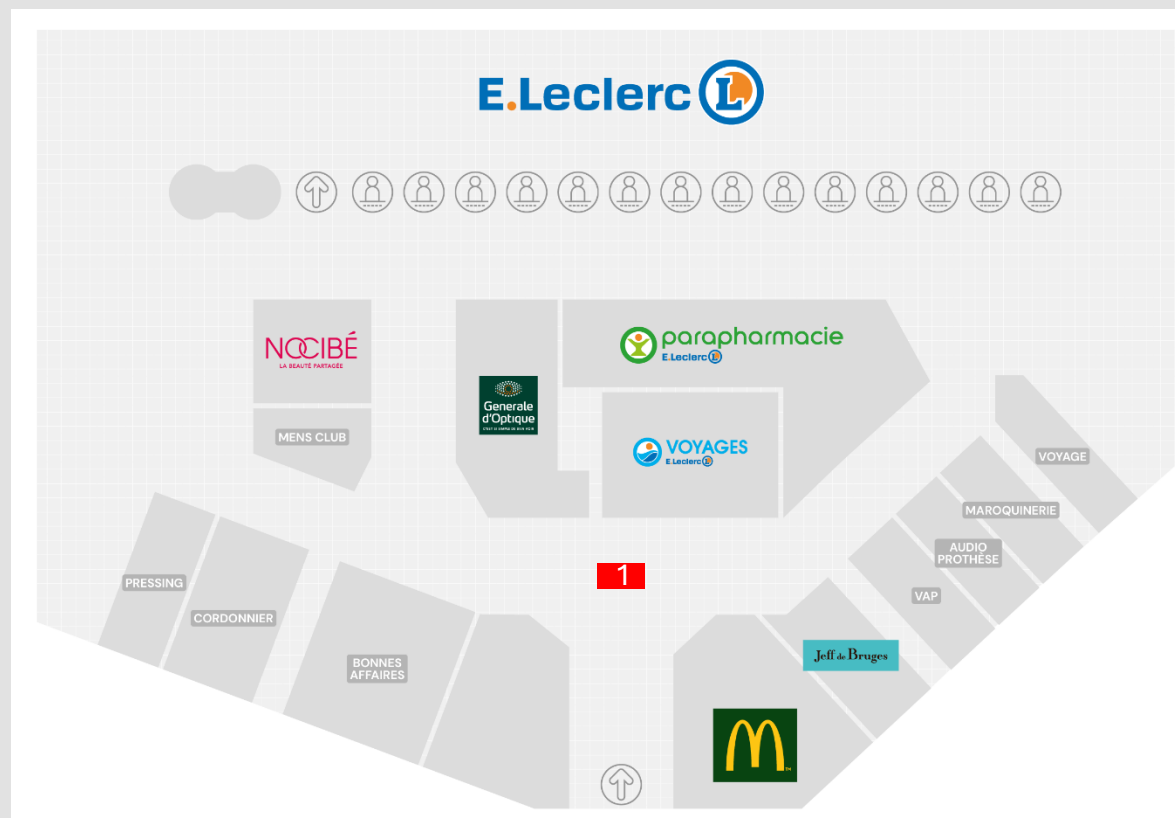 E.Leclerc L
NOCIBÉ
LA BEAUTÉ PARTAGÉE
MENS CLUB
Generale
d'Optique
parapharmacie
E.Leclerc L
VOYAGES
E.Leclerc L
VOYAGE
MAROQUINERIE
AUDIO
PROTHÈSE
VAP
PRESSING
CORDONNIER
1
BONNES
AFFAIRES
Jeff de Bruges
M